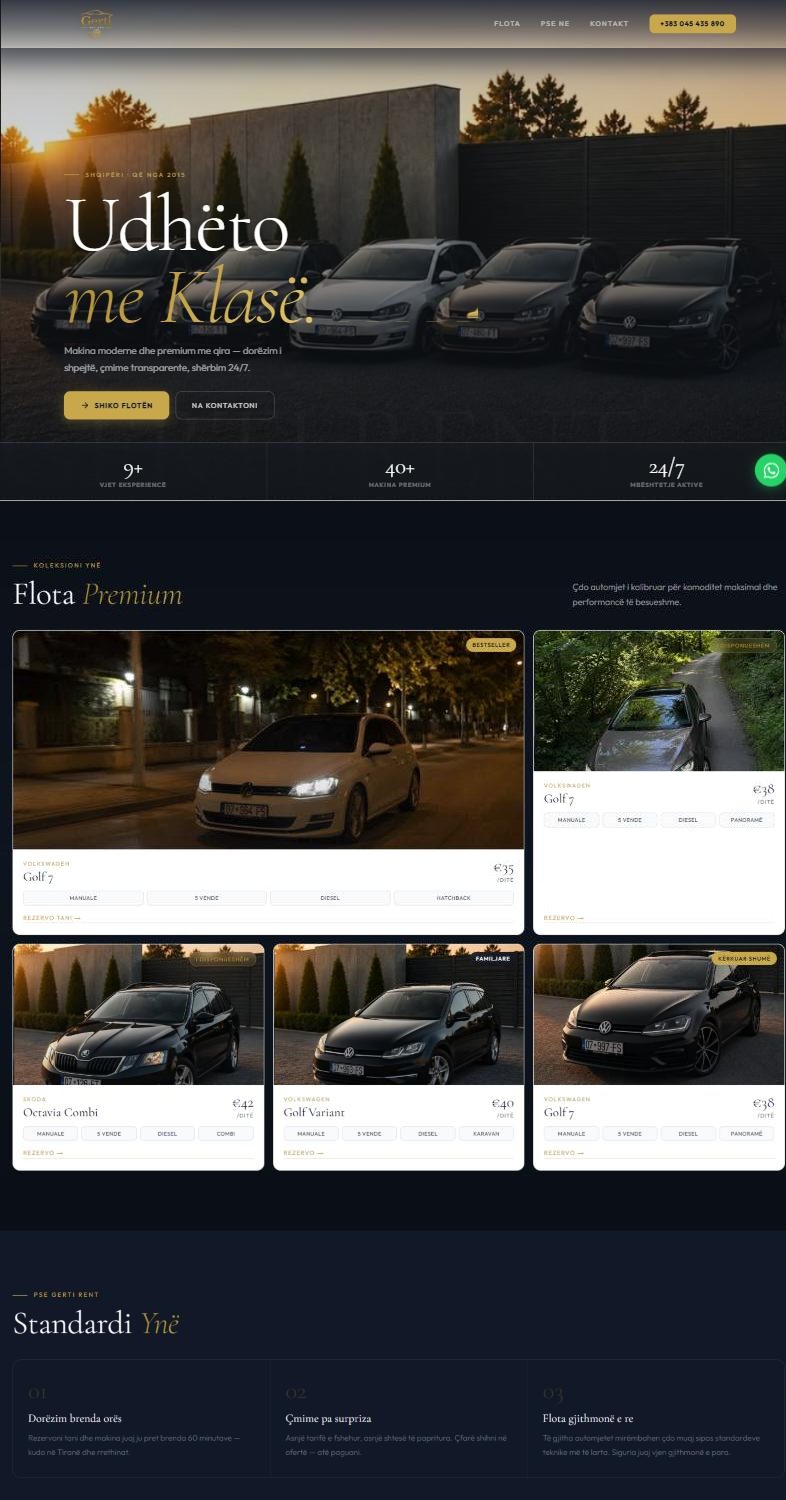 Gerti
FLOTA
PSE NE
KONTAKT
+383 045 435 890
SHQIPËRI · QË NGA 2015
Udhëto
me Klasë.
Makina moderne dhe premium me qira — dorëzim i
shpejtë, çmime transparente, shërbim 24/7.
→ SHIKO FLOTËN
NA KONTAKTONI
9+
VJET EKSPERIENCË
40+
MAKINA PREMIUM
24/7
MBËSHTETJE AKTIVE
KOLEKSIONI YNË
Flota Premium
Çdo automjet i kalibruar për komoditet maksimal dhe
performancë të besueshme.
BESTSELLER
VOLKSWAGEN
Golf 7
€35
/DITË
MANUALE
5 VENDE
DIESEL
HATCHBACK
REZERVO TANI →
I DISPONUESHËM
VOLKSWAGEN
Golf 7
€38
/DITË
MANUALE
5 VENDE
DIESEL
PANORAMË
REZERVO →
I DISPONUESHËM
SKODA
Octavia Combi
€42
/DITË
MANUALE
5 VENDE
DIESEL
COMBI
REZERVO →
FAMILJARE
VOLKSWAGEN
Golf Variant
€40
/DITË
MANUALE
5 VENDE
DIESEL
KARAVAN
REZERVO →
KËRKUAR SHUMË
VOLKSWAGEN
Golf 7
€38
/DITË
MANUALE
5 VENDE
DIESEL
PANORAMË
REZERVO →
PSE GERTI RENT
Standardi Ynë
01
Dorëzim brenda orës
Rezervoni tani dhe makina juaj ju pret brenda 60 minutave —
kudo në Tiranë dhe rrethinat.
02
Çmime pa surpriza
Asnjë tarifë e fshehur, asnjë shtesë të papritura. Çfarë shihni në
ofertë — atë paguani.
03
Flota gjithmonë e re
Të gjitha automjetet mirëmbahen çdo muaj sipas standardeve
teknike më të larta. Siguria juaj vjen gjithmonë e para.